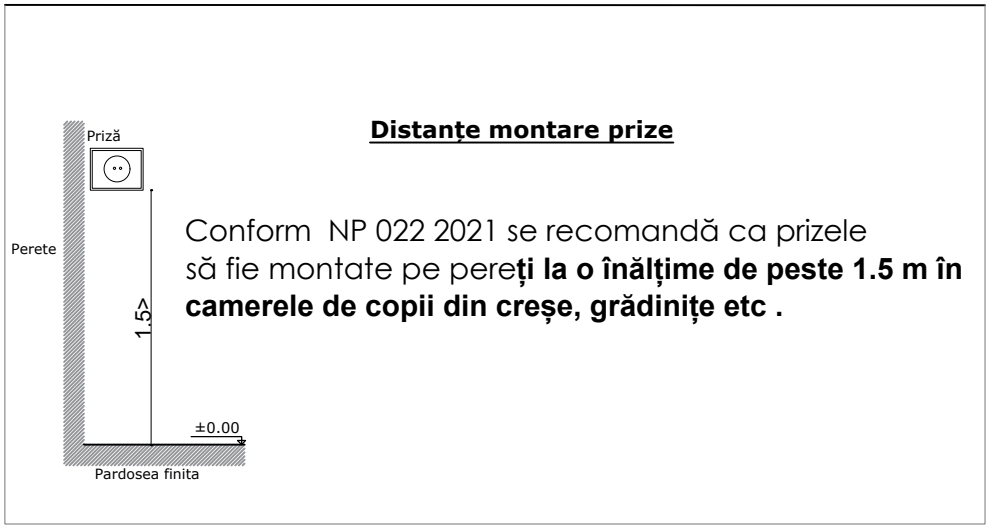 Distanțe montare prize
Priză
Conform NP 022 2021 se recomandă ca prizele
să fie montate pe pereți la o înălțime de peste 1.5 m în
camerele de copii din creșe, grădinițe etc .
Perete
1.5>
±0.00
Pardosea finita